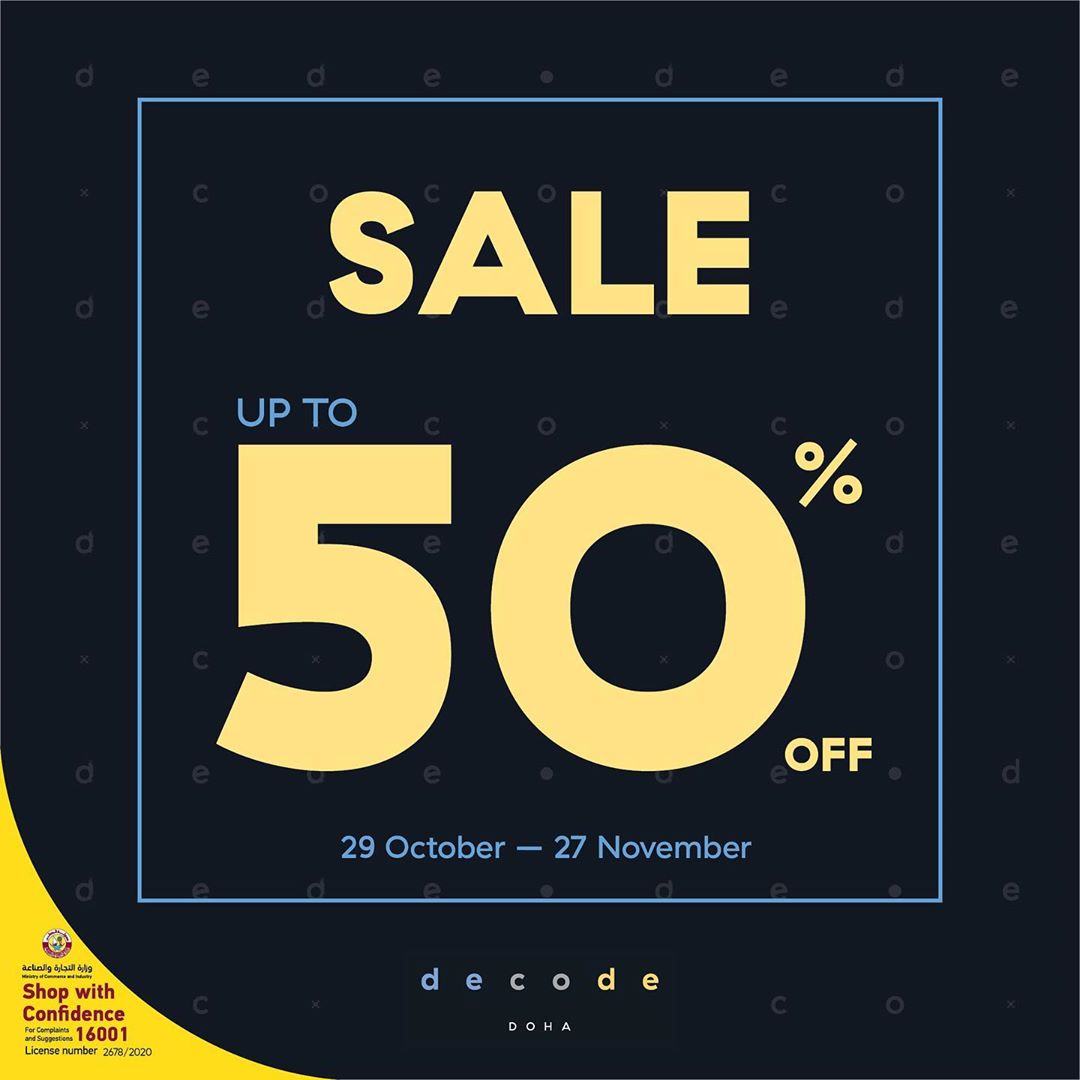 SALE
UP TO
50%
OFF
29 October — 27 November
decode
DOHA
وزارة التجارة والصناعة
Ministry of Commerce and Industry
Shop with
Confidence
For Complaints
and Suggestions 16001
License number 2678/2020